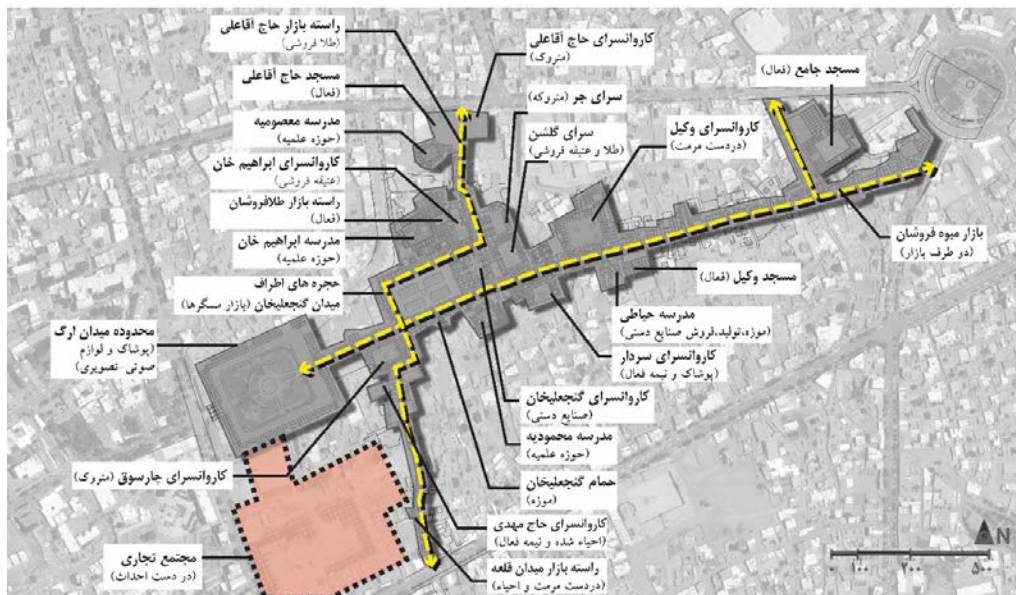 راسته بازار حاج آقاعلی
(طلا فروشی)
مسجد حاج آقاعلی
(فعال)
مدرسه معصومیه
(حوزه علمیه)
کاروانسرای ابراهیم خان
(عتیقه فروشی)
راسته بازار طلافروشان
(فعال)
مدرسه ابراهیم خان
(حوزه علمیه)
حجره های اطراف
میدان گنجعلیخان (بازار مسگرها)
محدوده میدان ارگ
(پوشاک و لوازم
صوتی-تصویری)
کاروانسرای چارسوق (متروک)
مجتمع تجاری
(در دست احداث)
کاروانسرای حاج آقاعلی
(متروک)
سرای جر (متروکه)
سرای گلشن
(طلا و عتیقه فروشی)
کاروانسرای وکیل
(دردست مرمت)
مسجد جامع (فعال)
بازار میوه فروشان
(در طرف بازار)
مسجد وکیل (فعال)
مدرسه حیاطی
(موزه،تولید،فروش صنایع دستی)
کاروانسرای سردار
(پوشاک و نیمه فعال)
کاروانسرای گنجعلیخان
(صنایع دستی)
مدرسه محمودیه
(حوزه علمیه)
حمام گنجعلیخان
(موزه)
کاروانسرای حاج مهدی
(احیاء شده و نیمه فعال)
راسته بازار میدان قلعه
(دردست مرمت و احیاء)
N
۰ ۱۰۰ ۲۰۰ ۵۰۰